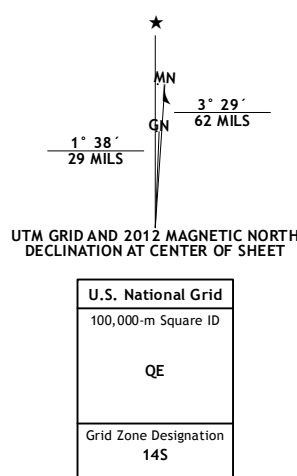 MN
3° 29´
62 MILS
GN
1° 38´
29 MILS
UTM GRID AND 2012 MAGNETIC NORTH
DECLINATION AT CENTER OF SHEET
U.S. National Grid
100,000-m Square ID
QE
Grid Zone Designation
14S